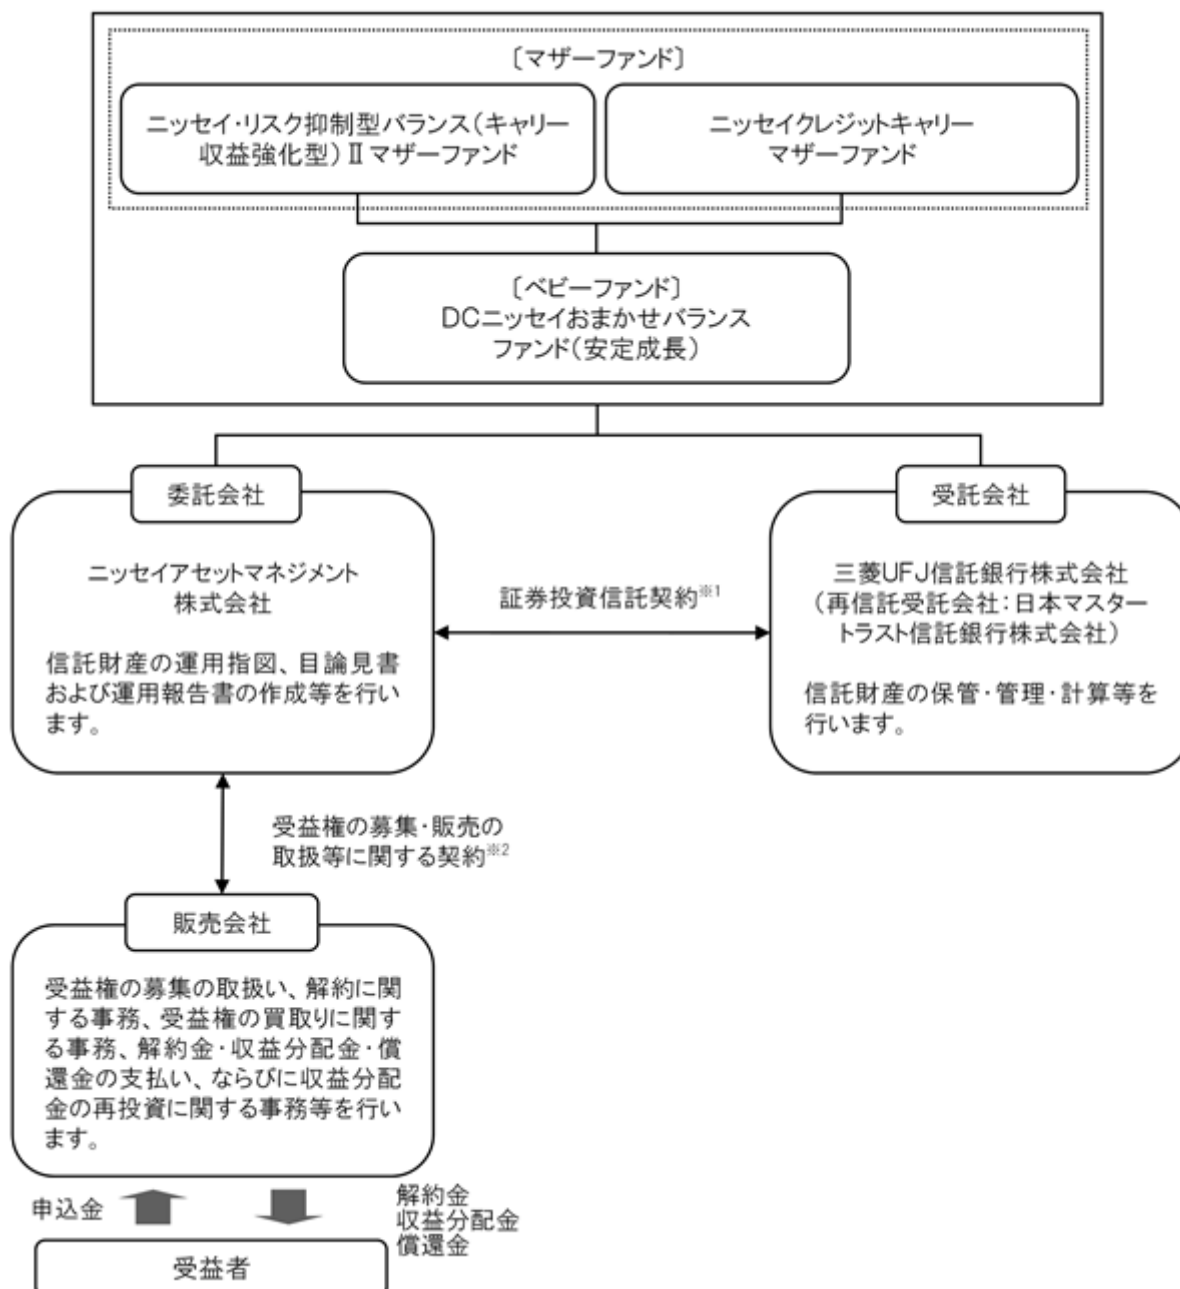 〔マザーファンド〕
ニッセイ・リスク抑制型バランス(キャリー
収益強化型)Ⅱマザーファンド
ニッセイクレジットキャリー
マザーファンド
〔ベビーファンド〕
DCニッセイおまかせバランス
ファンド(安定成長)
委託会社
ニッセイアセットマネジメント
株式会社
信託財産の運用指図、目論見書
および運用報告書の作成等を行い
ます。
証券投資信託契約※1
受託会社
三菱UFJ信託銀行株式会社
(再信託受託会社:日本マスター
トラスト信託銀行株式会社)
信託財産の保管・管理・計算等を
行います。
受益権の募集・販売の
取扱等に関する契約※2
販売会社
受益権の募集の取扱い、解約に関
する事務、受益権の買取りに関す
る事務、解約金・収益分配金・償
還金の支払い、ならびに収益分配
金の再投資に関する事務等を行い
ます。
申込金
解約金
収益分配金
償還金
受益者